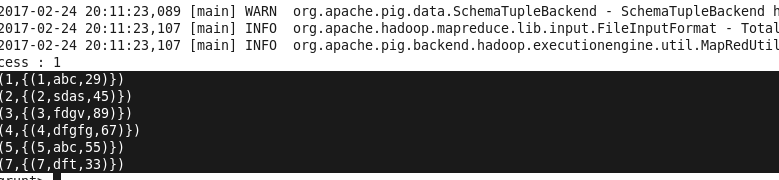 2017-02-24 20:11:23,089 [main] WARN  org.apache.pig.data.SchemaTupleBackend - SchemaTupleBackend h
2017-02-24 20:11:23,107 [main] INFO  org.apache.hadoop.mapreduce.lib.input.FileInputFormat - Total
2017-02-24 20:11:23,107 [main] INFO  org.apache.pig.backend.hadoop.executionengine.util.MapRedUtil
cess : 1
(1,{(1,abc,29)})
(2,{(2,sdas,45)})
(3,{(3,fdgv,89)})
(4,{(4,dfgfg,67)})
(5,{(5,abc,55)})
(7,{(7,dft,33)})
grunt>